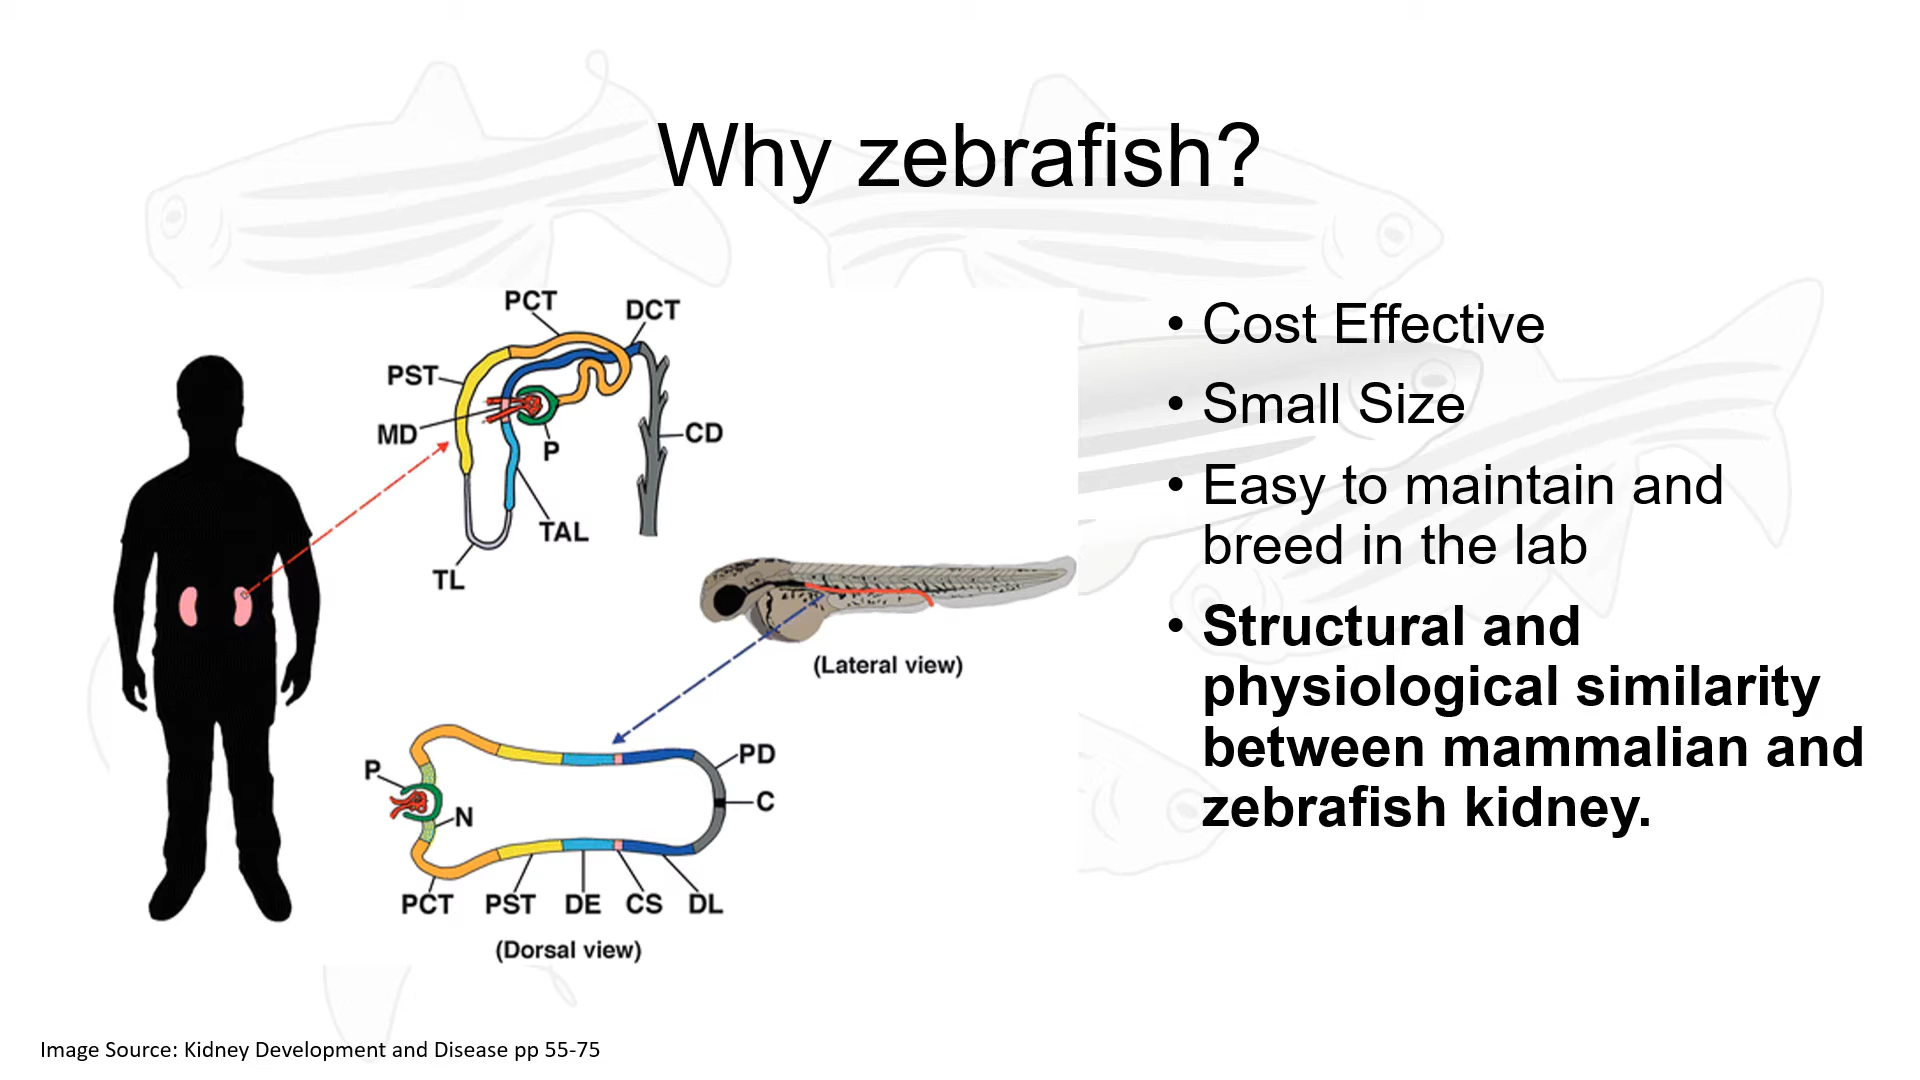 Why zebrafish?
PCT
DCT
PST
MD
P
CD
TAL
TL
(Lateral view)
P
N
PD
C
PCT PST DE CS DL
(Dorsal view)
• Cost Effective
• Small Size
• Easy to maintain and
breed in the lab
• Structural and
physiological similarity
between mammalian and
zebrafish kidney.
Image Source: Kidney Development and Disease pp 55-75